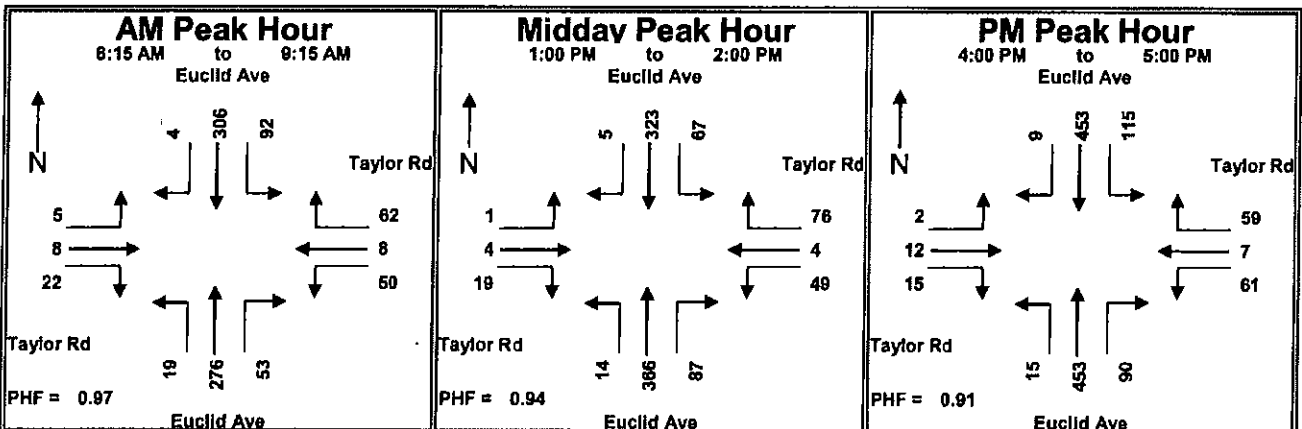 AM Peak Hour
8:15 AM to 9:15 AM
Euclid Ave
4 306 92
N
Taylor Rd
5 62
8 8
22 50
Taylor Rd
19 276 53
PHF = 0.97
Euclid Ave
Midday Peak Hour
1:00 PM to 2:00 PM
Euclid Ave
5 323 67
N
Taylor Rd
1 76
4 4
19 49
Taylor Rd
14 366 87
PHF = 0.94
Euclid Ave
PM Peak Hour
4:00 PM to 5:00 PM
Euclid Ave
9 453 115
N
Taylor Rd
2 59
12 7
15 61
Taylor Rd
15 453 90
PHF = 0.91
Euclid Ave